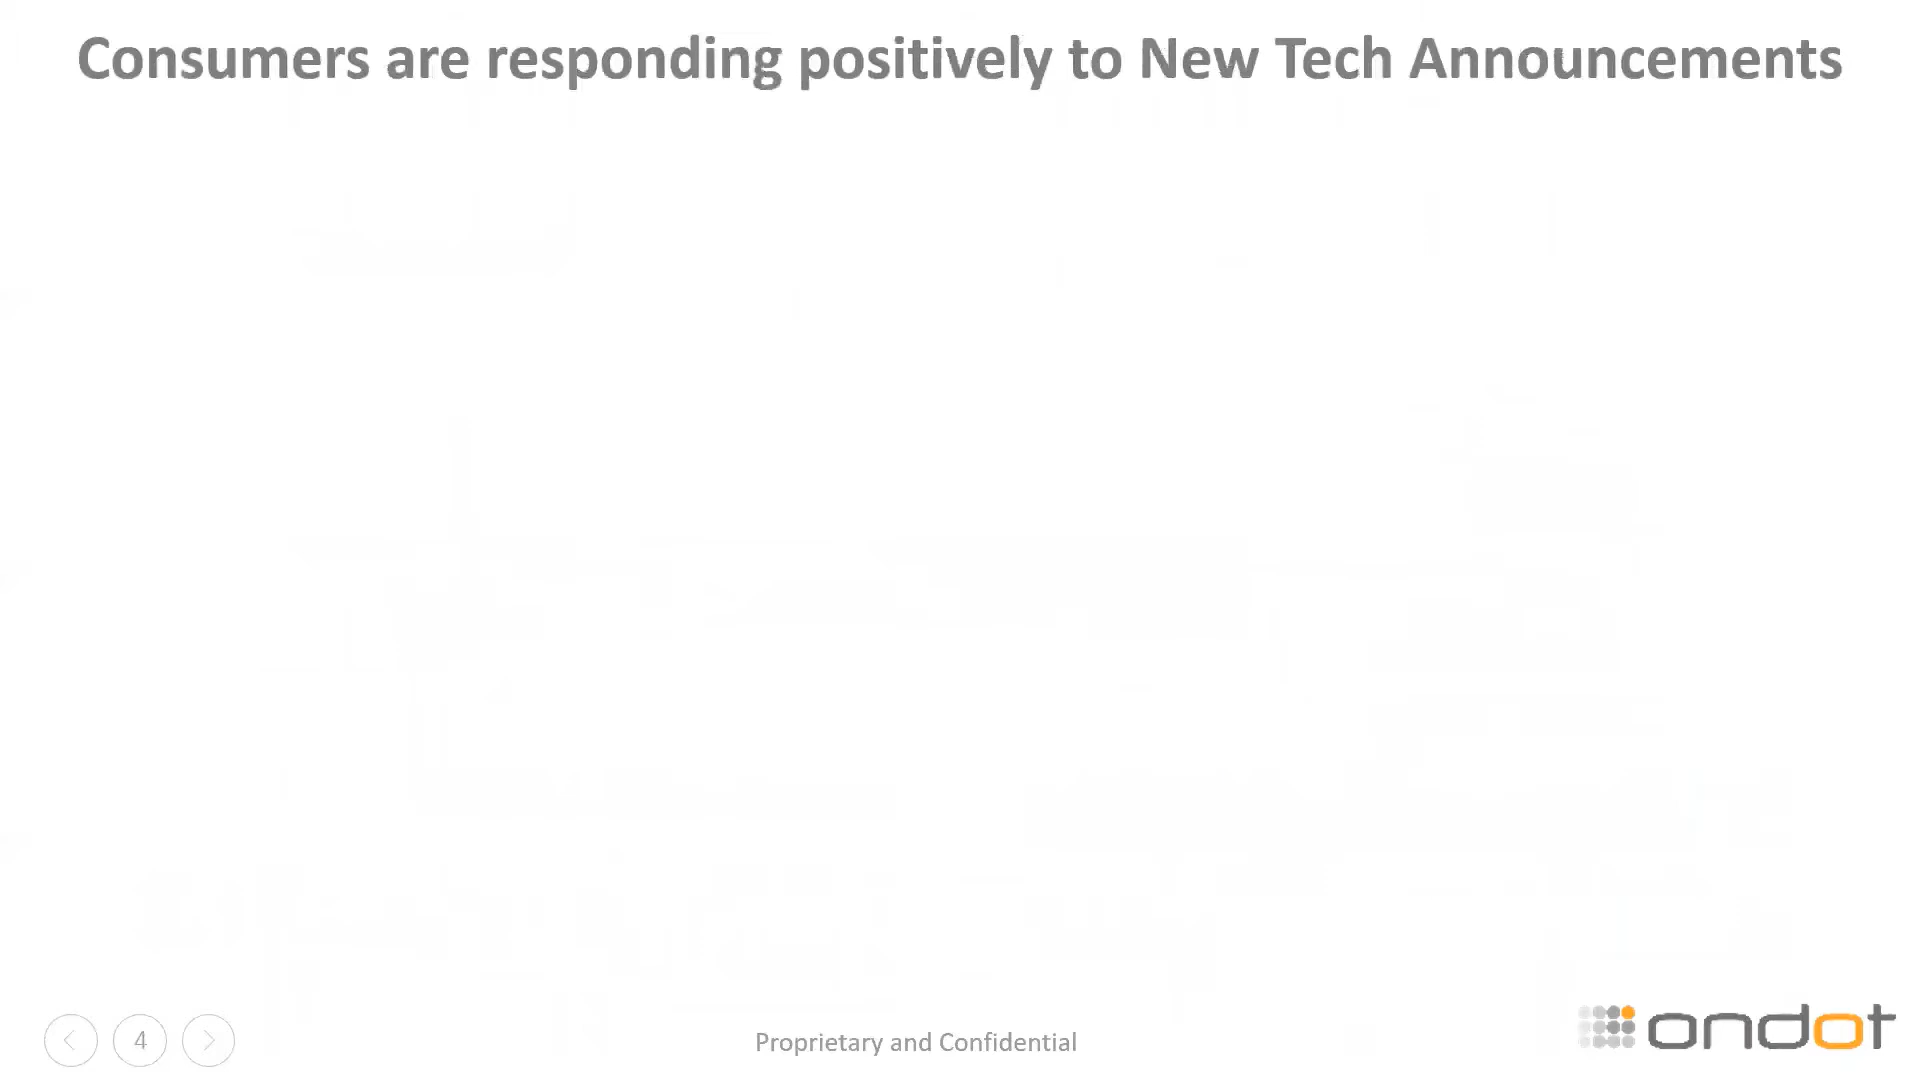 Consumers are responding positively to New Tech Announcements
4
Proprietary and Confidential
ondot